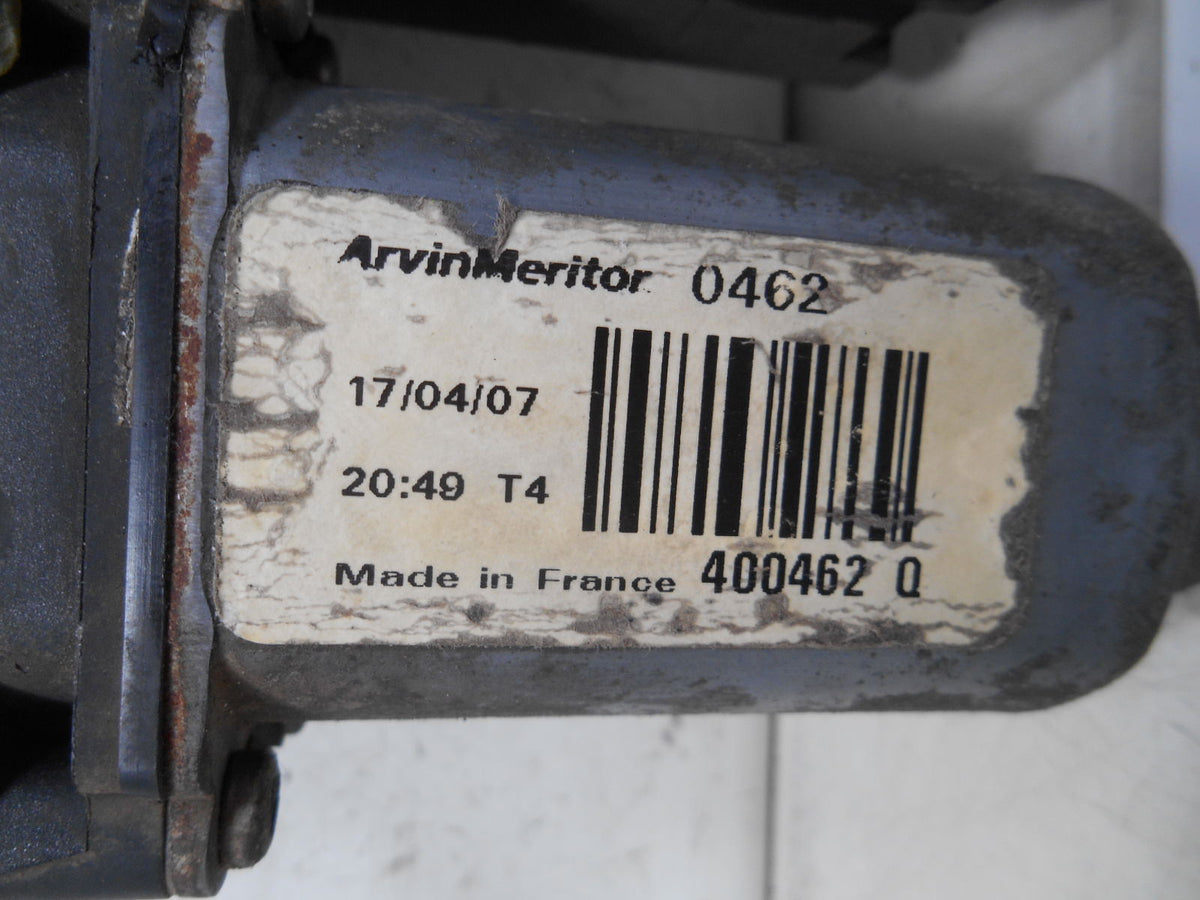 ArvinMeritor 0462
17/04/07
20:49 T4
Made in France 400462 Q